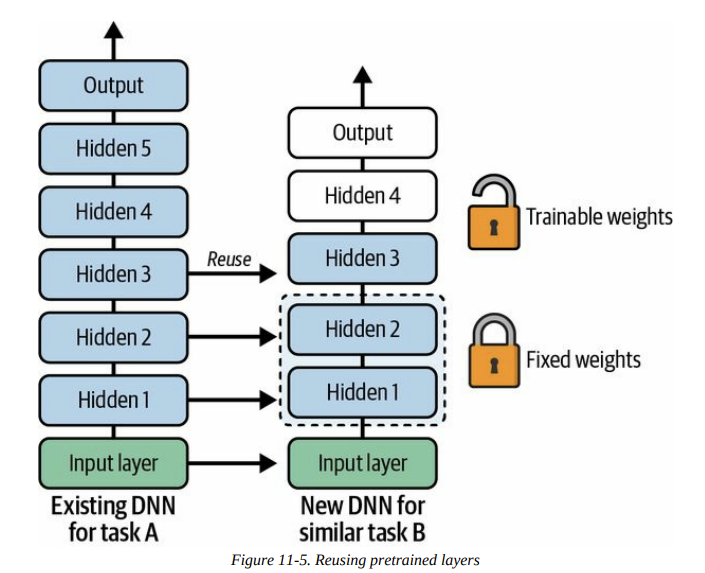 Output
Hidden 5
Hidden 4
Hidden 3
Hidden 2
Hidden 1
Input layer
Existing DNN
for task A
Reuse
Output
Hidden 4
Hidden 3
Hidden 2
Hidden 1
Input layer
New DNN for
similar task B
Trainable weights
Fixed weights
Figure 11-5. Reusing pretrained layers